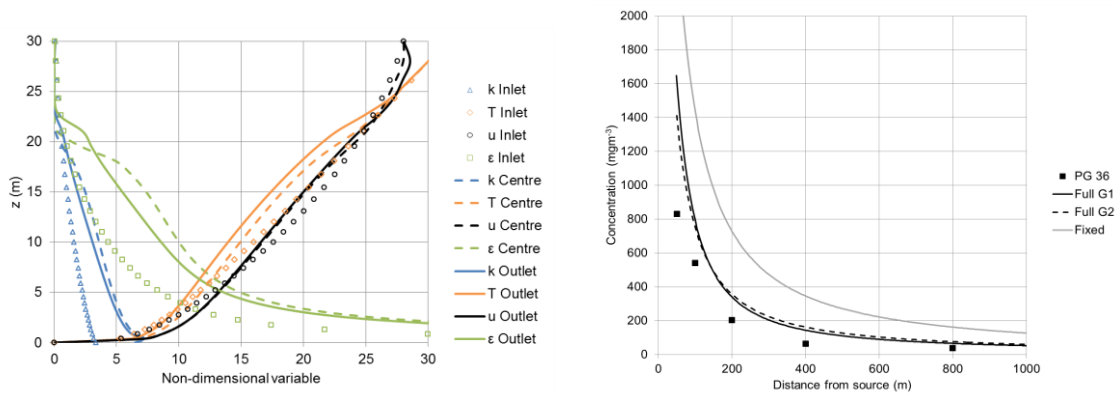 30
25
20
15
10
5
0
z (m)
0 5 10 15 20 25 30
Non-dimensional variable
k Inlet
T Inlet
u Inlet
ε Inlet
k Centre
T Centre
u Centre
ε Centre
k Outlet
T Outlet
u Outlet
ε Outlet
2000
1800
1600
1400
1200
1000
800
600
400
200
0
Concentration (mgm-³)
0 200 400 600 800 1000
Distance from source (m)
PG 36
Full G1
Full G2
Fixed